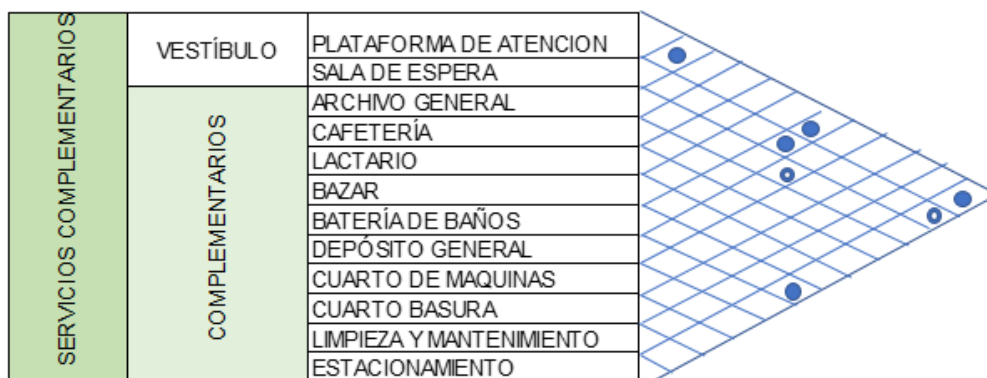 SERVICIOS COMPLEMENTARIOS
VESTÍBULO
PLATAFORMA DE ATENCION
SALA DE ESPERA
COMPLEMENTARIOS
ARCHIVO GENERAL
CAFETERÍA
LACTARIO
BAZAR
BATERÍA DE BAÑOS
DEPÓSITO GENERAL
CUARTO DE MAQUINAS
CUARTO BASURA
LIMPIEZA Y MANTENIMIENTO
ESTACIONAMIENTO